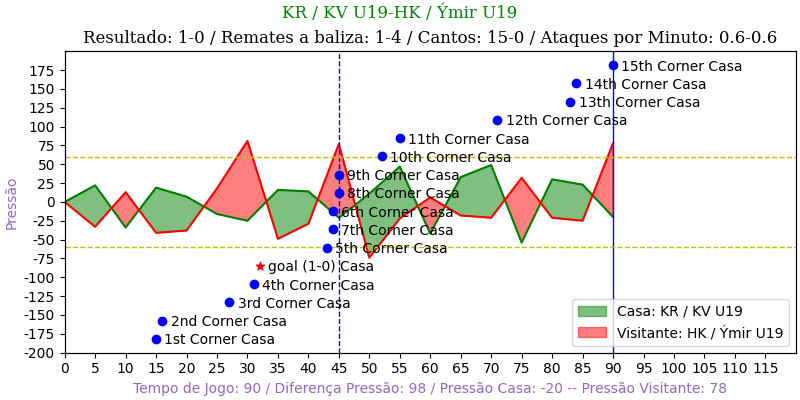 KR / KV U19-HK / Ýmir U19
Resultado: 1-0 / Remates a baliza: 1-4 / Cantos: 15-0 / Ataques por Minuto: 0.6-0.6
Pressão
175
150
125
100
75
50
25
0
-25
-50
-75
-100
-125
-150
-175
-200
15th Corner Casa
14th Corner Casa
13th Corner Casa
12th Corner Casa
11th Corner Casa
10th Corner Casa
9th Corner Casa
8th Corner Casa
6th Corner Casa
7th Corner Casa
5th Corner Casa
goal (1-0) Casa
4th Corner Casa
3rd Corner Casa
2nd Corner Casa
1st Corner Casa
Casa: KR / KV U19
Visitante: HK / Ýmir U19
0 5 10 15 20 25 30 35 40 45 50 55 60 65 70 75 80 85 90 95 100 105 110 115
Tempo de Jogo: 90 / Diferença Pressão: 98 / Pressão Casa: -20 -- Pressão Visitante: 78